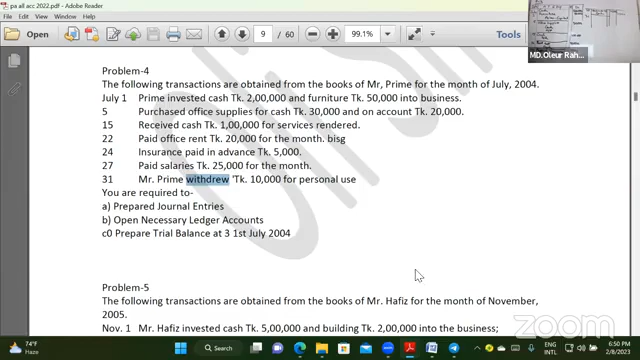 pa all acc 2022.pdf - Adobe Reader
Open
9 / 60
99.1%
Tools
MD.Oleur Rah...
Problem-4
The following transactions are obtained from the books of Mr, Prime for the month of July, 2004.
July 1 Prime invested cash Tk. 2,00,000 and furniture Tk. 50,000 into business.
5 Purchased office supplies for cash Tk. 30,000 and on account Tk. 20,000.
15 Received cash Tk. 1,00,000 for services rendered.
22 Paid office rent Tk. 20,000 for the month. bisg
24 Insurance paid in advance Tk. 5,000.
27 Paid salaries Tk. 25,000 for the month.
31 Mr. Prime withdrew 'Tk. 10,000 for personal use
You are required to-
a) Prepared Journal Entries
b) Open Necessary Ledger Accounts
c0 Prepare Trial Balance at 3 1st July 2004
Problem-5
The following transactions are obtained from the books of Mr. Hafiz for the month of November,
2005.
Nov. 1 Mr. Hafiz invested cash Tk. 5,00,000 and building Tk. 2,00,000 into the business;
zoom
74°F
Haze
Search
ENG
INTL
6:50 PM
2/8/2023